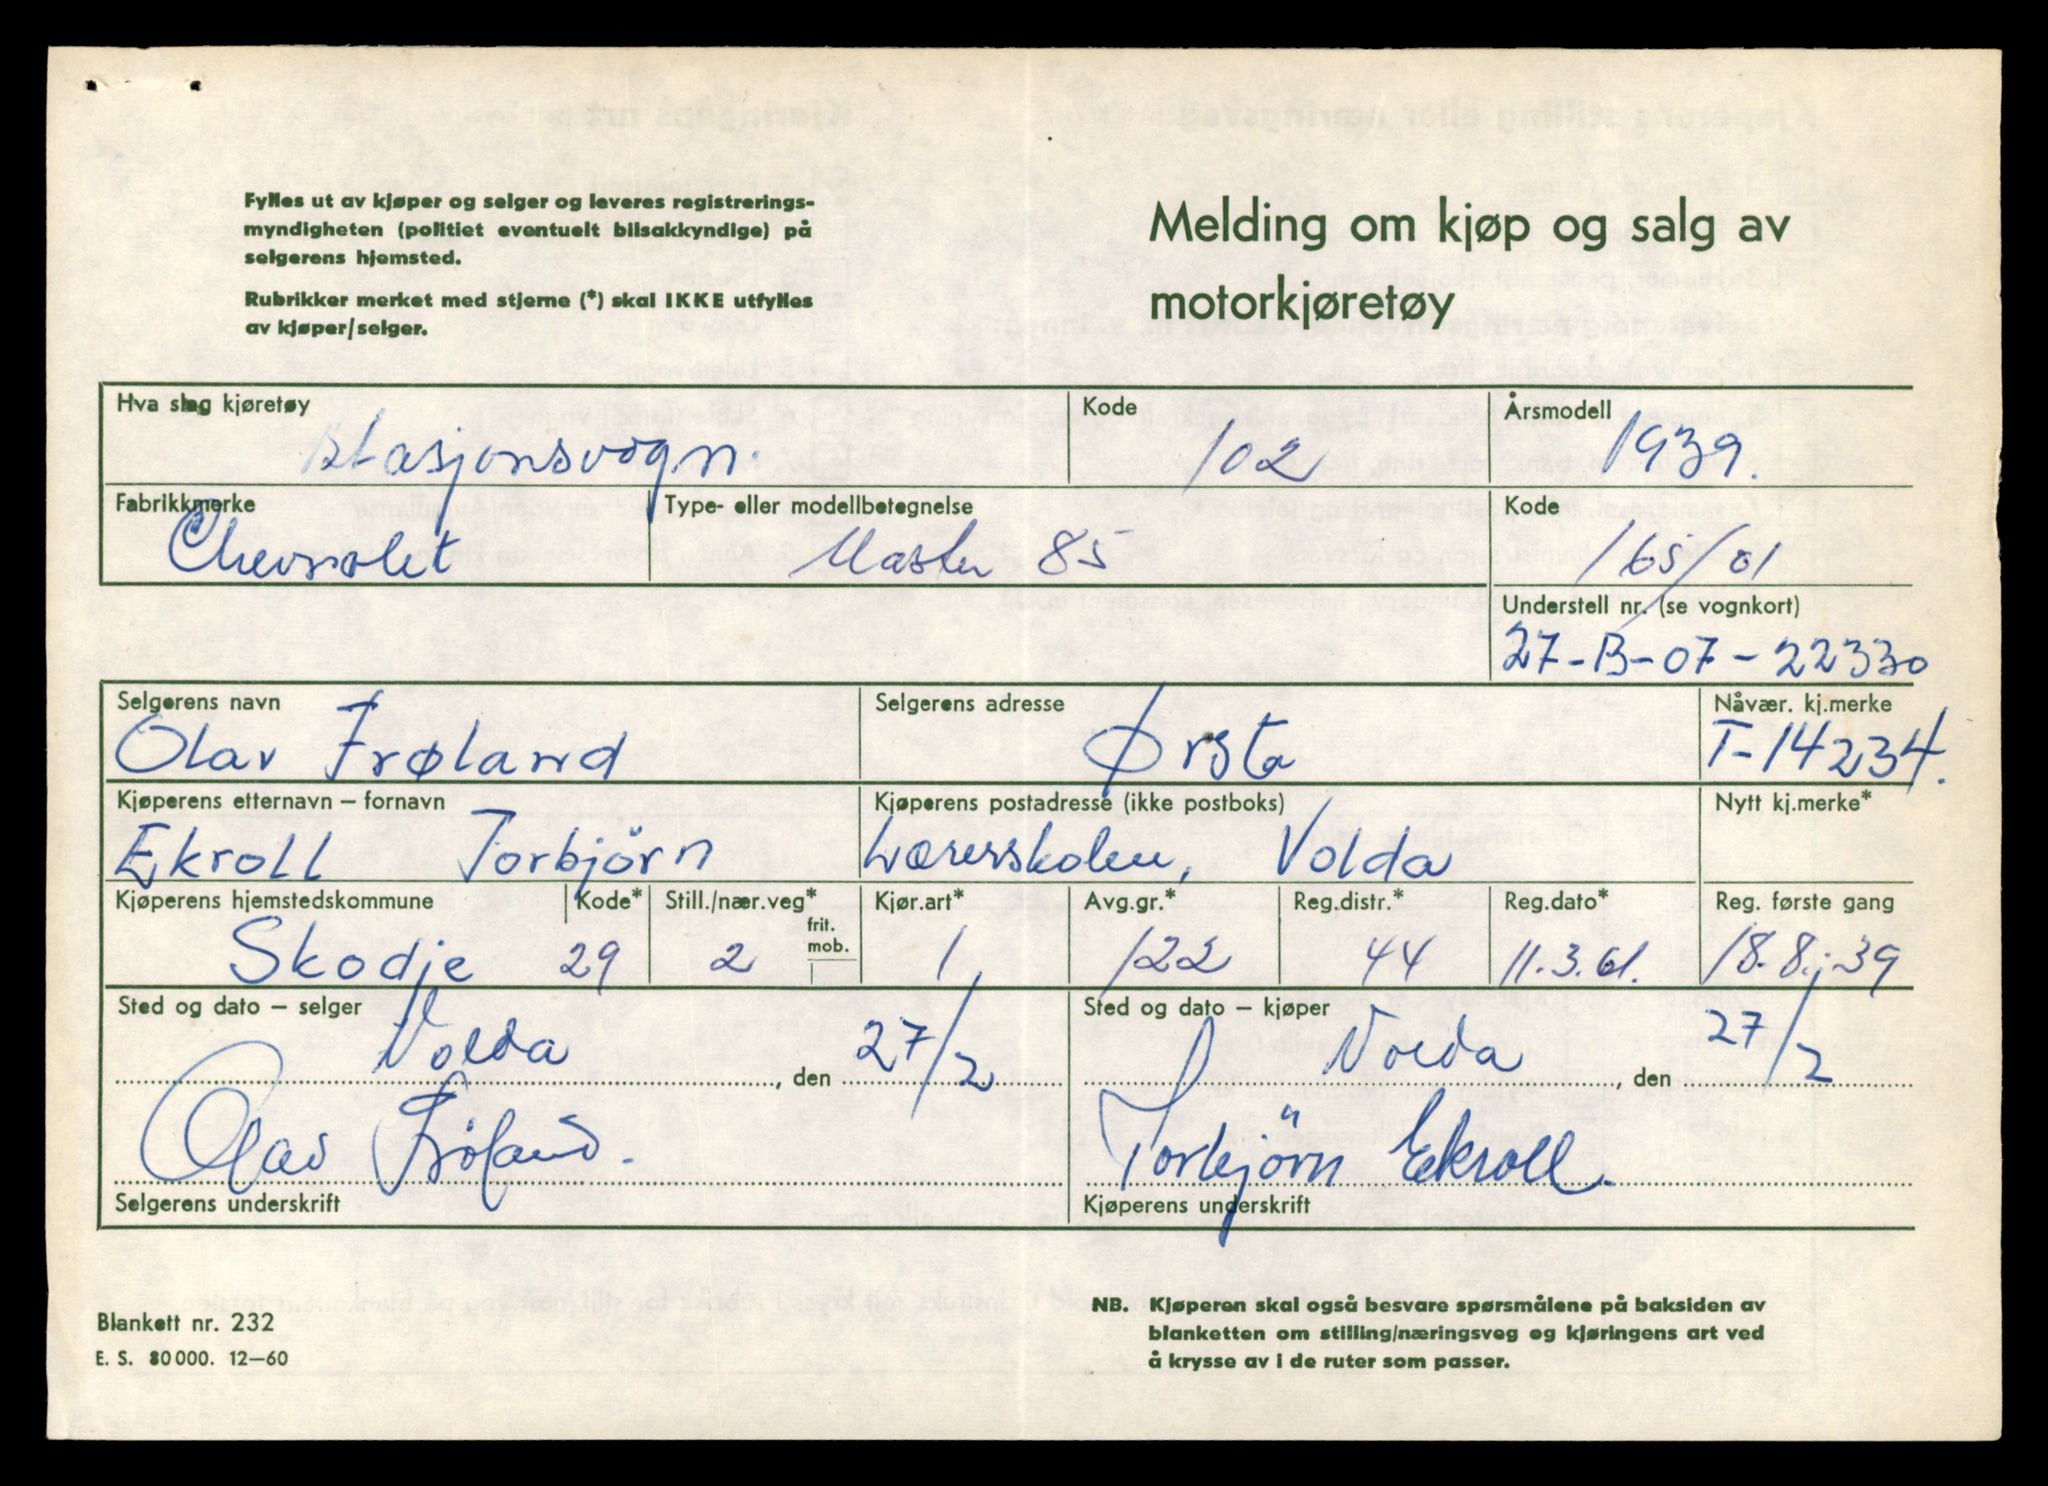 Fylles ut av kjøper og selger og leveres registrerings-
myndigheten (politiet eventuelt bilsakkyndige) på
selgerens hjemsted.
Rubrikker merket med stjerne (*) skal IKKE utfylles
av kjøper/selger.
Melding om kjøp og salg av
motorkjøretøy
Hva slag kjøretøy Kode Årsmodell
Stasjonsvogn. 102 1939.
Fabrikkmerke Type- eller modellbetegnelse Kode
Chevrolet Master 85 165/01
Understell nr. (se vognkort)
27-B-07-22330
Selgerens navn Selgerens adresse Nåvær. kj.merke
Olav Frøland Ørsta T-14234.
Kjøperens etternavn – fornavn Kjøperens postadresse (ikke postboks) Nytt kj.merke*
Ekroll Torbjörn Lærerskolen, Volda
Kjøperens hjemstedskommune Kode* Still./nær.veg* frit. mob. Kjør.art* Avg.gr.* Reg.distr.* Reg.dato* Reg. første gang
Skodje 29 2 1 122 44 11.3.61. 18.8.39
Sted og dato – selger Sted og dato – kjøper
Volda , den 27/2 Volda , den 27/2
Olav Fröland. Torbjörn Ekroll.
Selgerens underskrift Kjøperens underskrift
Blankett nr. 232
E. S. 80 000. 12–60
NB. Kjøperen skal også besvare spørsmålene på baksiden av
blanketten om stilling/næringsveg og kjøringens art ved
å krysse av i de ruter som passer.